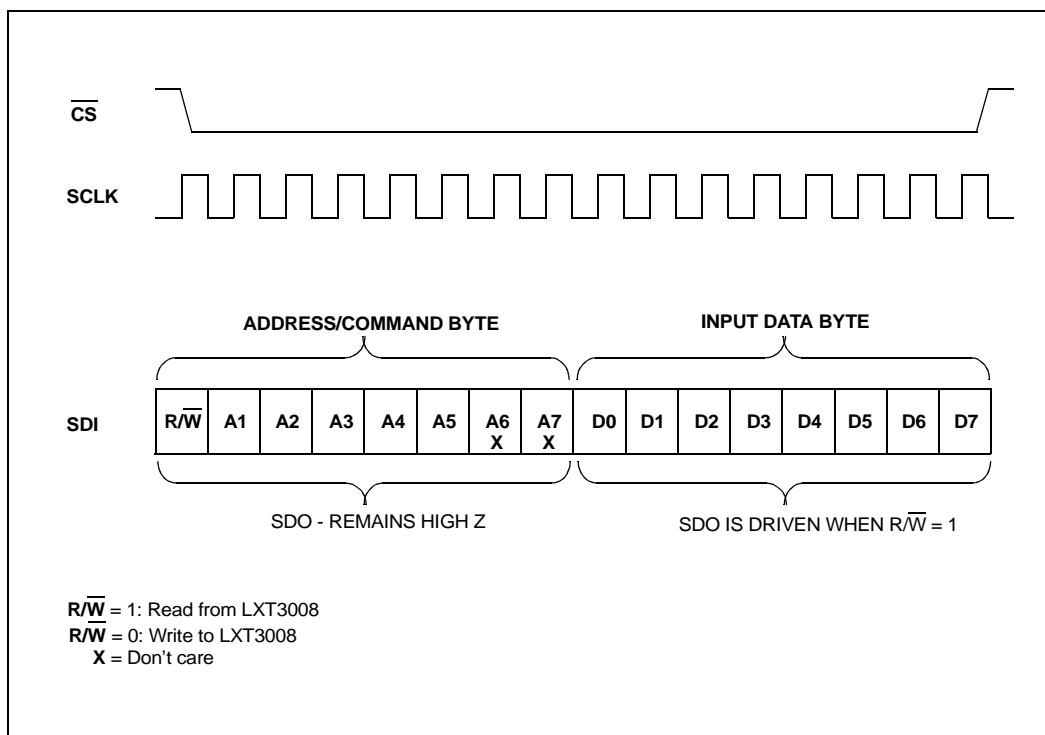 C̅S̅
SCLK
ADDRESS/COMMAND BYTE INPUT DATA BYTE
SDI R/W̅ A1 A2 A3 A4 A5 A6 A7 D0 D1 D2 D3 D4 D5 D6 D7
X X
SDO - REMAINS HIGH Z SDO IS DRIVEN WHEN R/W̅ = 1
R/W̅ = 1: Read from LXT3008
R/W̅ = 0: Write to LXT3008
X = Don't care